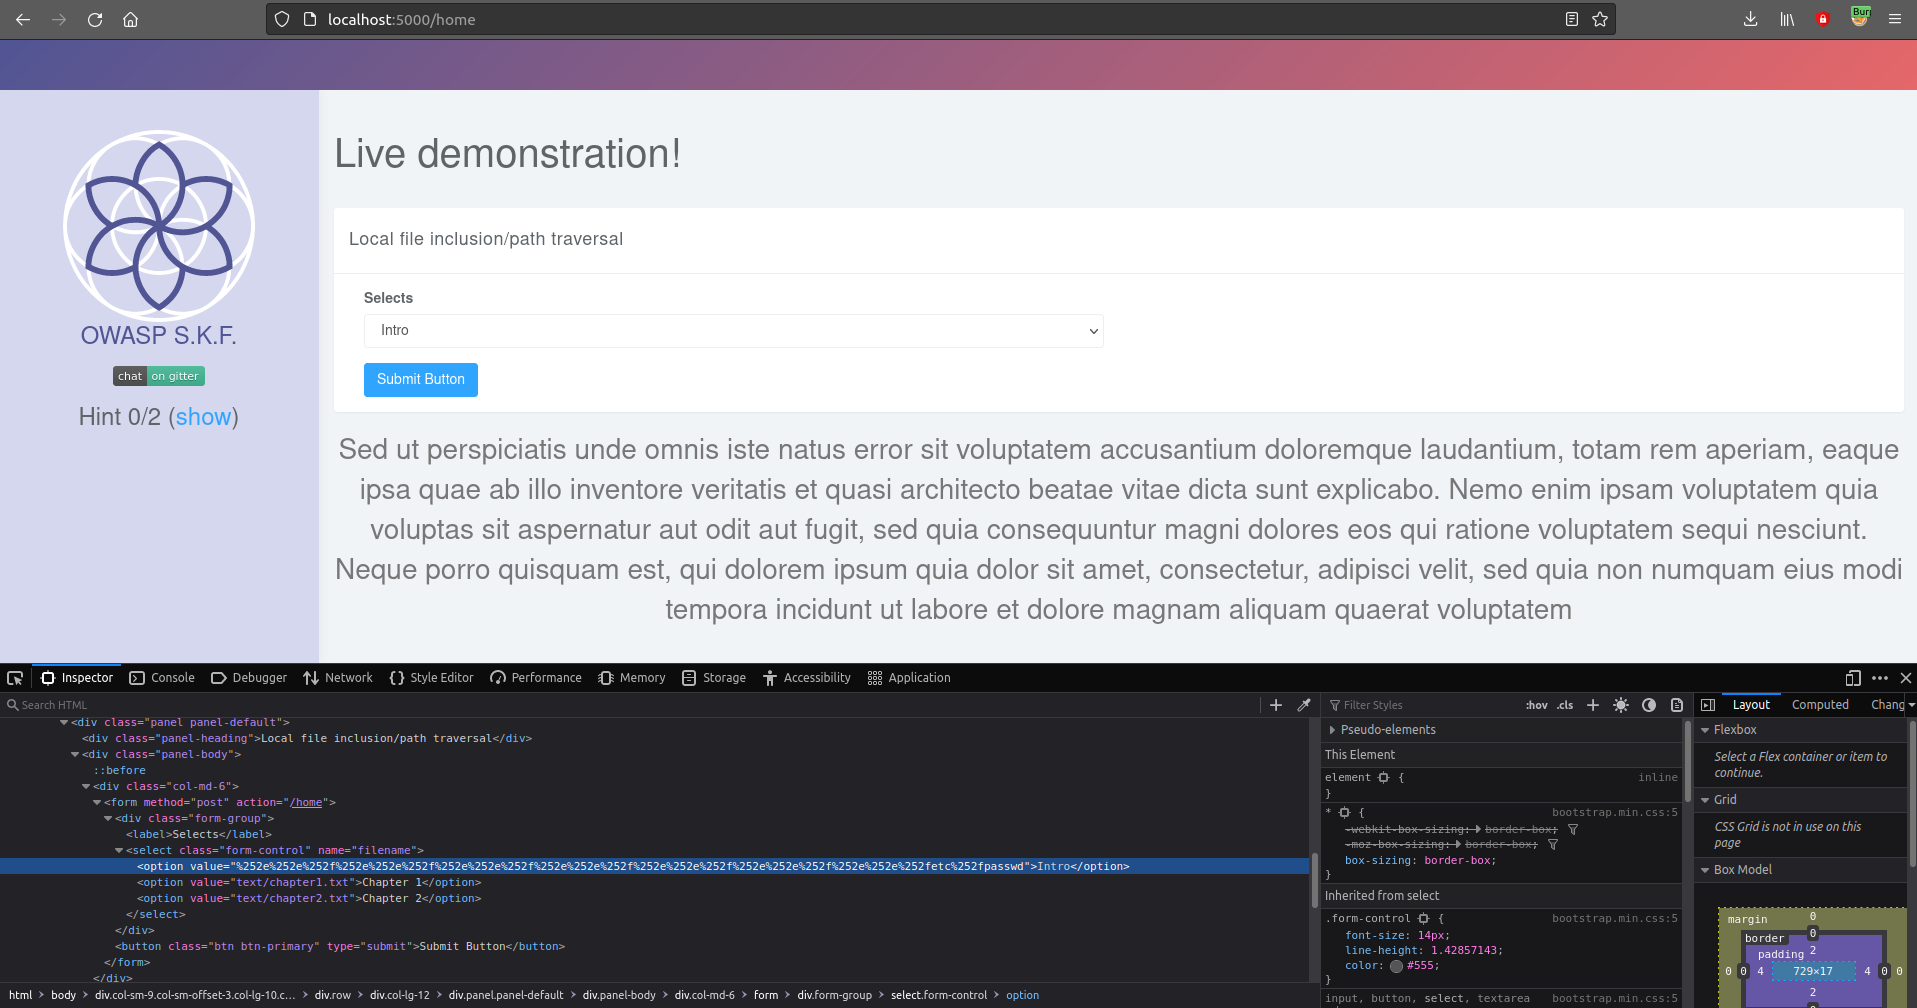 localhost:5000/home
Bur
Live demonstration!
OWASP S.K.F.
chat on gitter
Hint 0/2 (show)
Local file inclusion/path traversal
Selects
Intro
Submit Button
Sed ut perspiciatis unde omnis iste natus error sit voluptatem accusantium doloremque laudantium, totam rem aperiam, eaque
ipsa quae ab illo inventore veritatis et quasi architecto beatae vitae dicta sunt explicabo. Nemo enim ipsam voluptatem quia
voluptas sit aspernatur aut odit aut fugit, sed quia consequuntur magni dolores eos qui ratione voluptatem sequi nesciunt.
Neque porro quisquam est, qui dolorem ipsum quia dolor sit amet, consectetur, adipisci velit, sed quia non numquam eius modi
tempora incidunt ut labore et dolore magnam aliquam quaerat voluptatem
Inspector Console Debugger Network Style Editor Performance Memory Storage Accessibility Application
Search HTML
<div class="panel panel-default">
<div class="panel-heading">Local file inclusion/path traversal</div>
<div class="panel-body">
::before
<div class="col-md-6">
<form method="post" action="/home">
<div class="form-group">
<label>Selects</label>
<select class="form-control" name="filename">
<option value="%252e%252e%252f%252e%252e%252f%252e%252e%252f%252e%252e%252f%252e%252e%252f%252e%252e%252f%252e%252e%252fetc%252fpasswd">Intro</option>
<option value="text/chapter1.txt">Chapter 1</option>
<option value="text/chapter2.txt">Chapter 2</option>
</select>
</div>
<button class="btn btn-primary" type="submit">Submit Button</button>
</form>
</div>
html > body > div.col-sm-9.col-sm-offset-3.col-lg-10.c... > div.row > div.col-lg-12 > div.panel.panel-default > div.panel-body > div.col-md-6 > form > div.form-group > select.form-control > option
Filter Styles :hov .cls +
Pseudo-elements
This Element
element { inline
}
* { bootstrap.min.css:5
-webkit-box-sizing: border-box;
-moz-box-sizing: border-box;
box-sizing: border-box;
}
Inherited from select
.form-control { bootstrap.min.css:5
font-size: 14px;
line-height: 1.42857143;
color: #555;
}
input, button, select, textarea bootstrap.min.css:5
Layout Computed Chang
Flexbox
Select a Flex container or item to
continue.
Grid
CSS Grid is not in use on this
page
Box Model
margin 0
border 0
padding 2
0 0 4 729×17 4 0 0
2
0